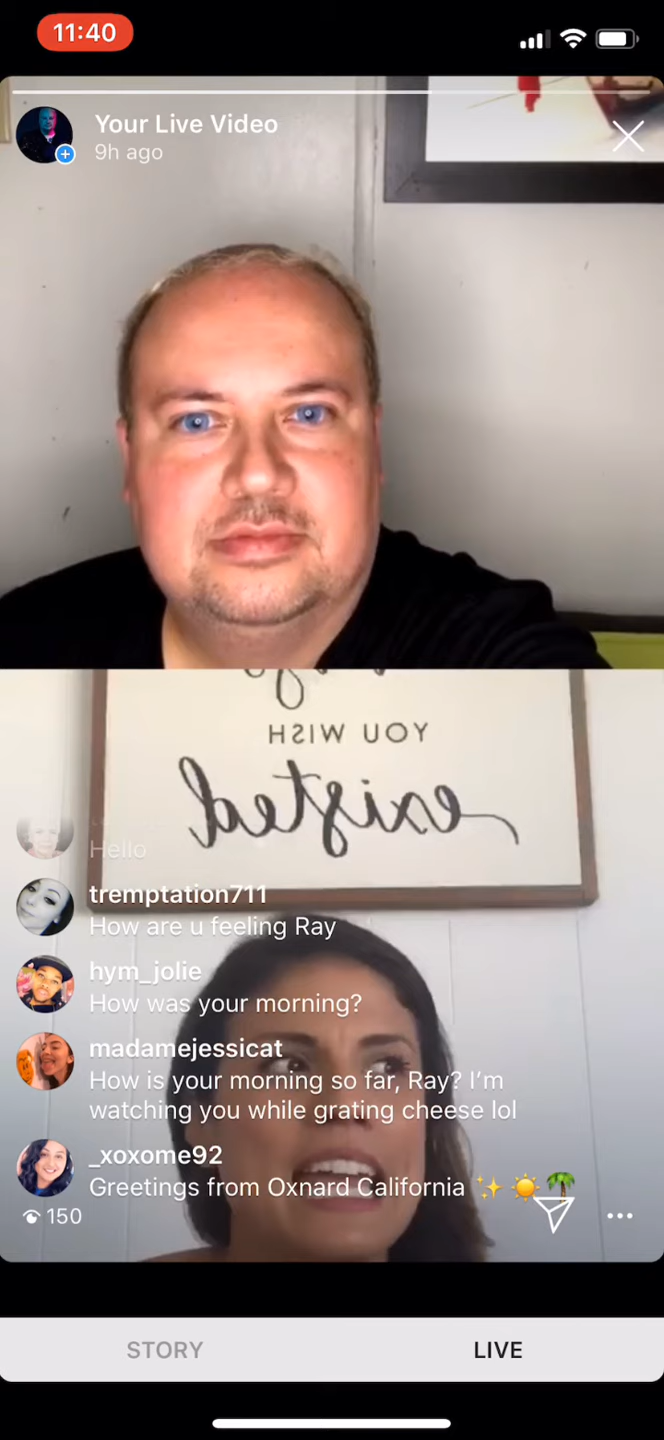 11:40
Your Live Video
9h ago
YOU WISH
existed
Hello
tremptation711
How are u feeling Ray
hym_jolie
How was your morning?
madamejessicat
How is your morning so far, Ray? I’m
watching you while grating cheese lol
_xoxome92
Greetings from Oxnard California ✨☀️🌴
150
STORY
LIVE